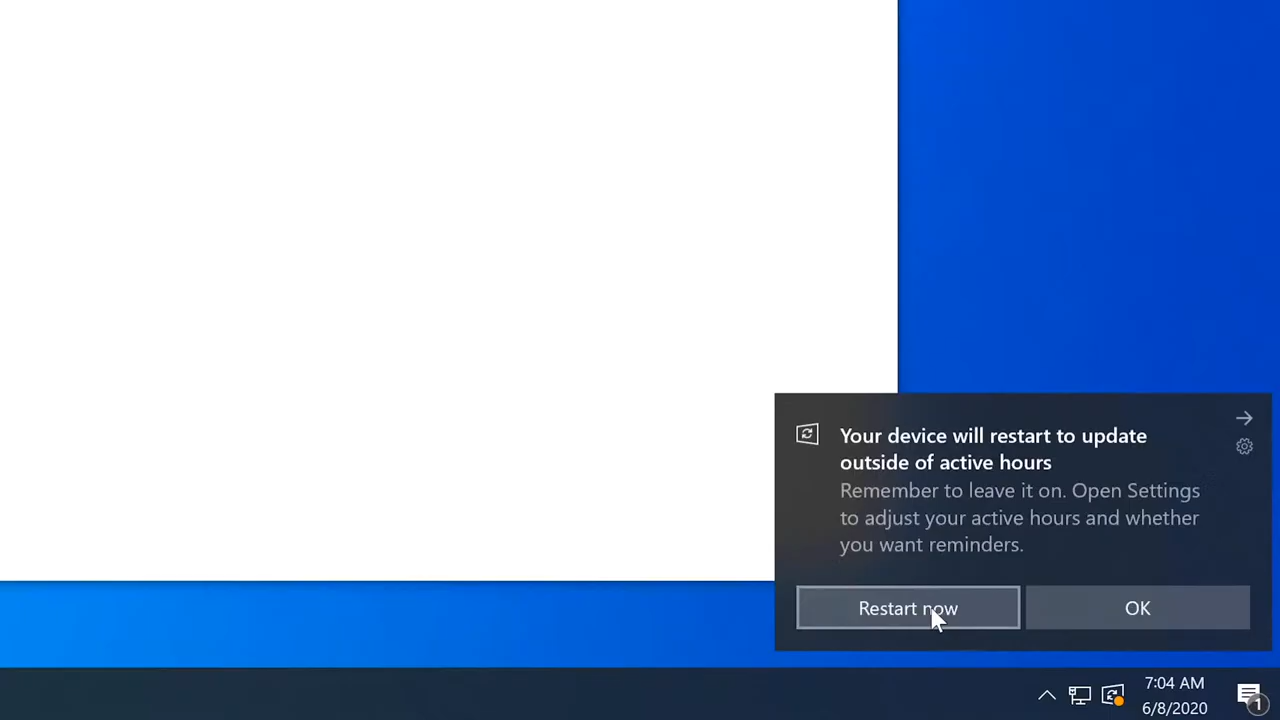 Your device will restart to update
outside of active hours
Remember to leave it on. Open Settings
to adjust your active hours and whether
you want reminders.
Restart now
OK
7:04 AM
6/8/2020
1